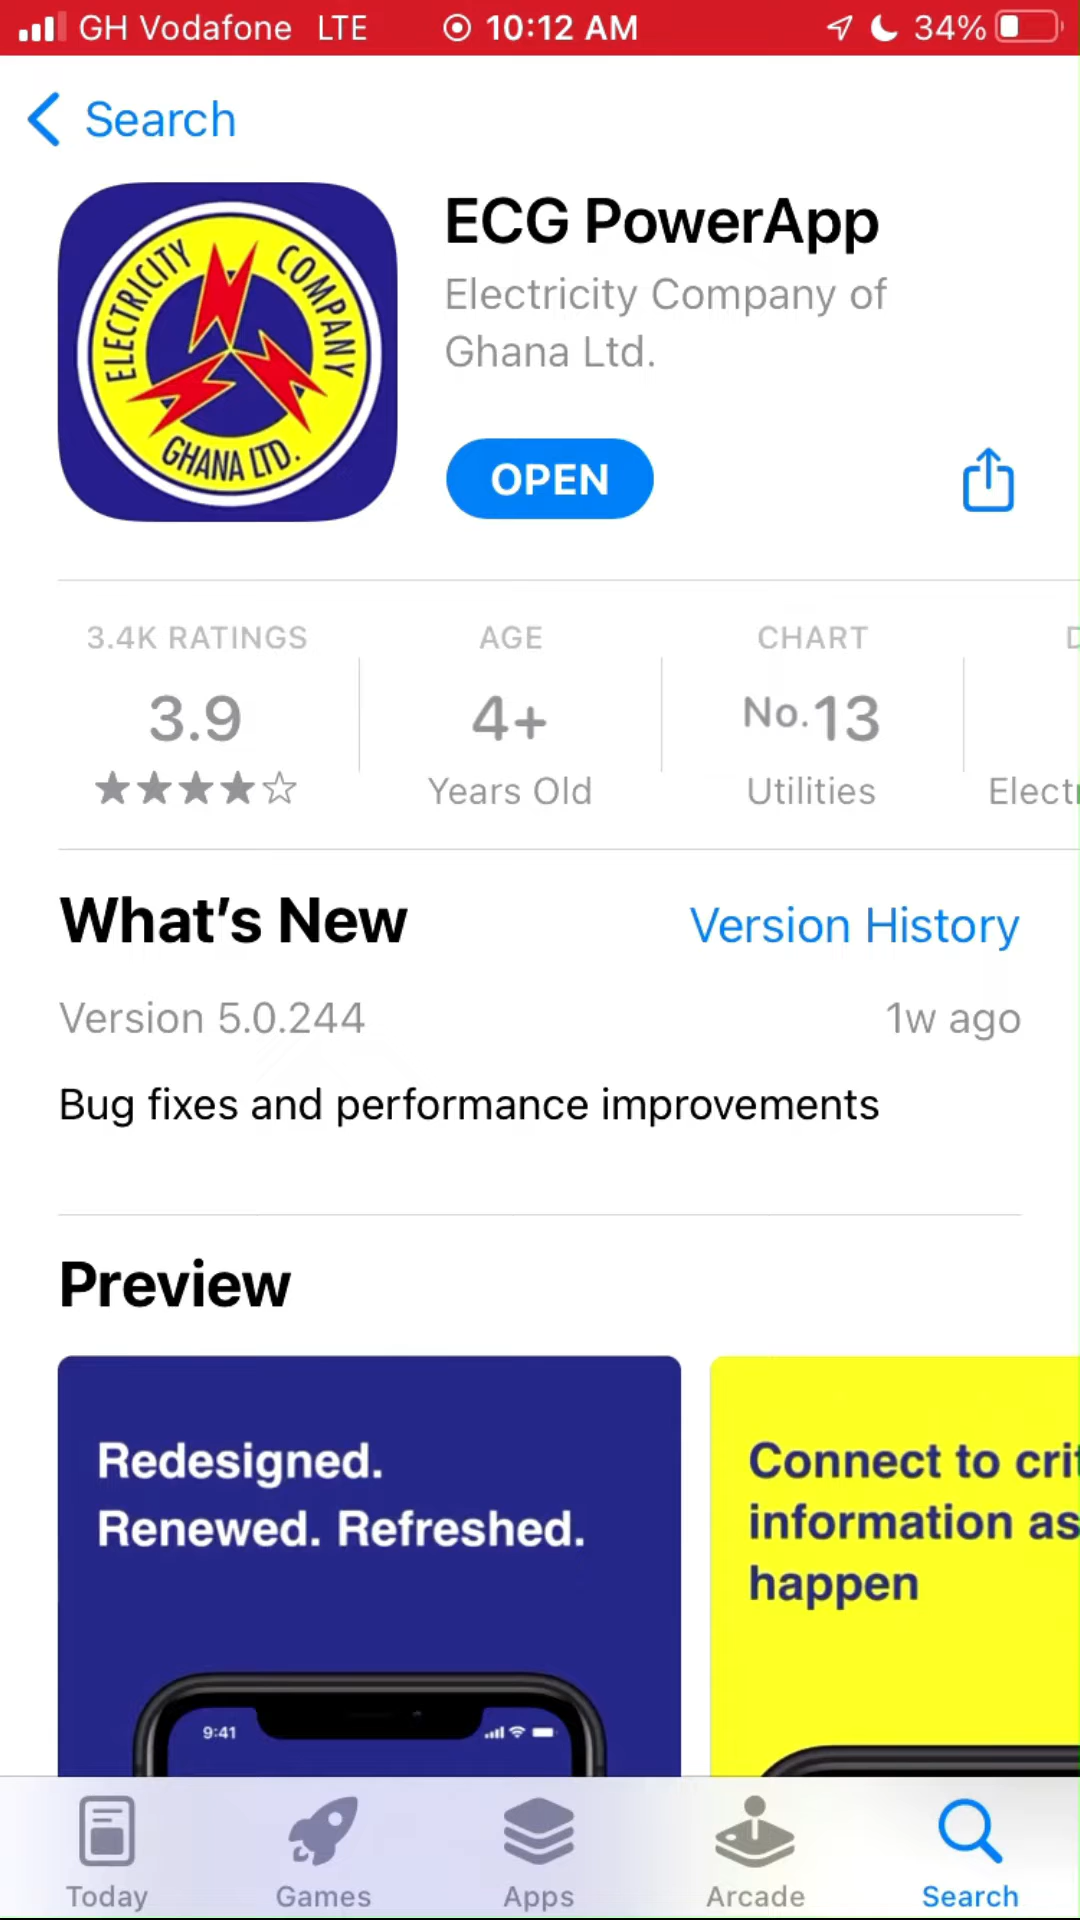 GH Vodafone LTE 10:12 AM 34%
Search
ELECTRICITY COMPANY
GHANA LTD.
ECG PowerApp
Electricity Company of
Ghana Ltd.
OPEN
3.4K RATINGS AGE CHART
3.9 4+ No.13
Years Old Utilities Elect
What's New Version History
Version 5.0.244 1w ago
Bug fixes and performance improvements
Preview
Redesigned.
Renewed. Refreshed.
9:41
Connect to crit
information as
happen
Today Games Apps Arcade Search